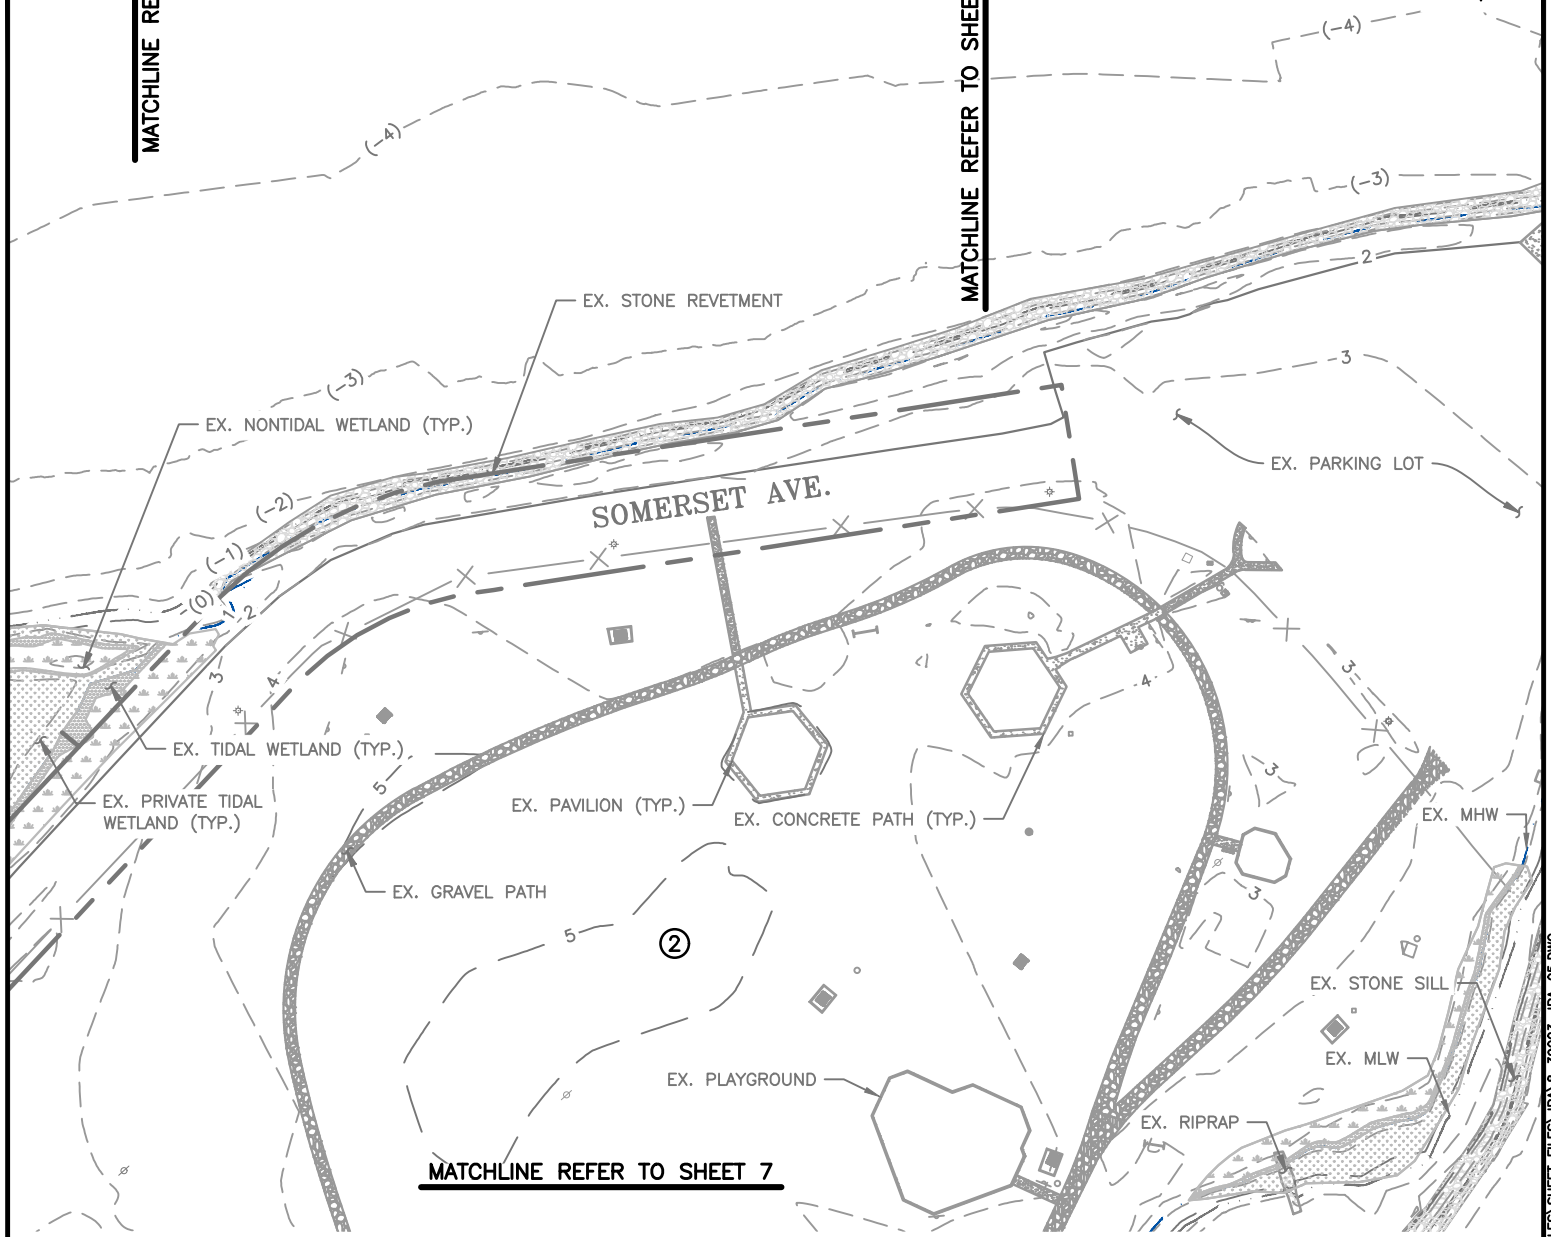 MATCHLINE
MATCHLINE REFER TO
(-4)
(-4)
(-3)
2
EX. STONE REVETMENT
3
(-3)
EX. NONTIDAL WETLAND (TYP.)
EX. PARKING LOT
SOMERSET AVE.
(-2)
(-1)
(0)
1
2
3
4
3
4
EX. TIDAL WETLAND (TYP.)
5
3
EX. PRIVATE TIDAL
WETLAND (TYP.)
EX. PAVILION (TYP.)
EX. CONCRETE PATH (TYP.)
EX. MHW
EX. GRAVEL PATH
3
5
2
EX. STONE SILL
EX. MLW
EX. PLAYGROUND
EX. RIPRAP
MATCHLINE REFER TO SHEET 7